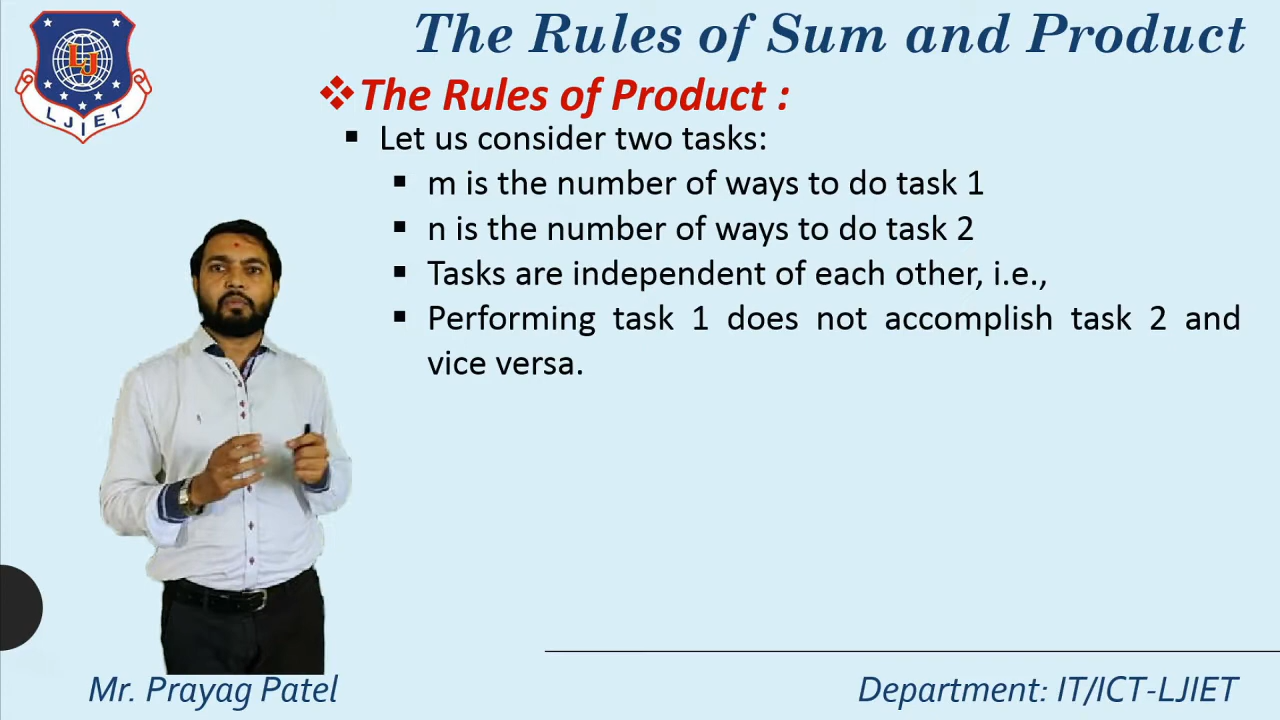 The Rules of Sum and Product
❖The Rules of Product :
▪ Let us consider two tasks:
▪ m is the number of ways to do task 1
▪ n is the number of ways to do task 2
▪ Tasks are independent of each other, i.e.,
▪ Performing task 1 does not accomplish task 2 and
vice versa.
LJ
LJIET
Mr. Prayag Patel
Department: IT/ICT-LJIET